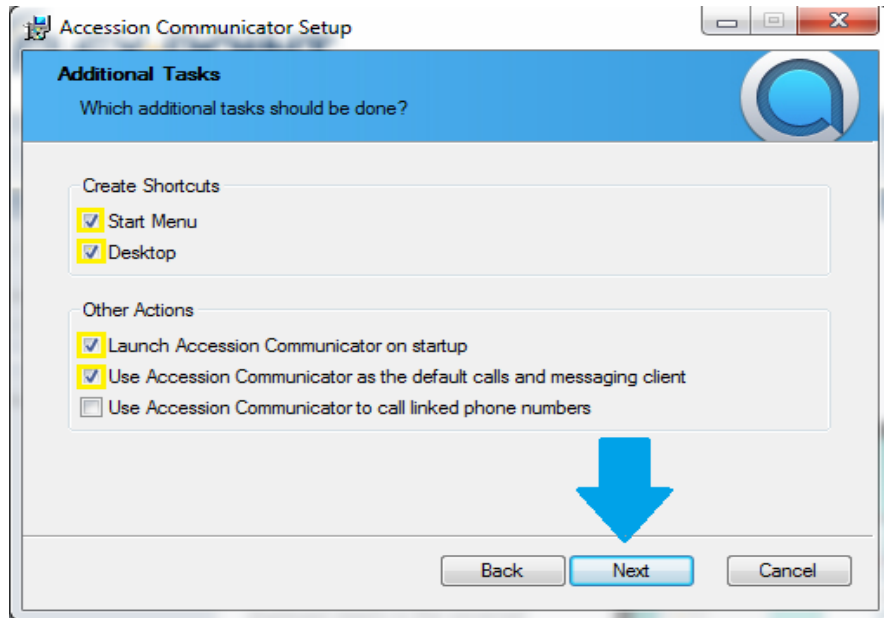 Accession Communicator Setup
Additional Tasks
Which additional tasks should be done?
Create Shortcuts
Start Menu
Desktop
Other Actions
Launch Accession Communicator on startup
Use Accession Communicator as the default calls and messaging client
Use Accession Communicator to call linked phone numbers
Back Next Cancel